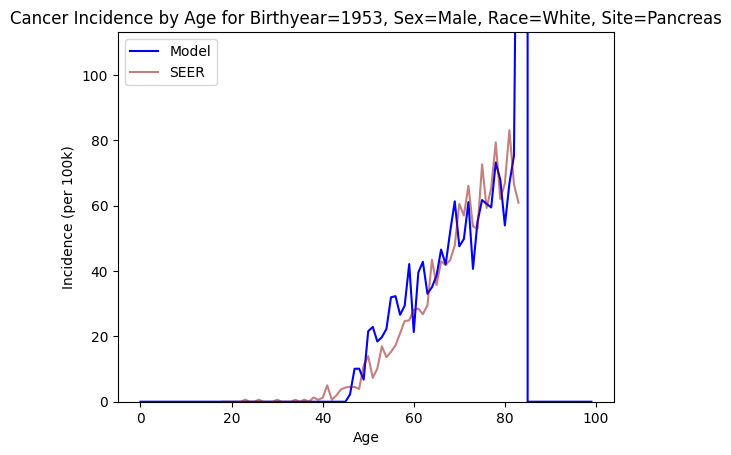 Cancer Incidence by Age for Birthyear=1953, Sex=Male, Race=White, Site=Pancreas
Model
SEER
100
80
60
40
20
0
Incidence (per 100k)
0 20 40 60 80 100
Age